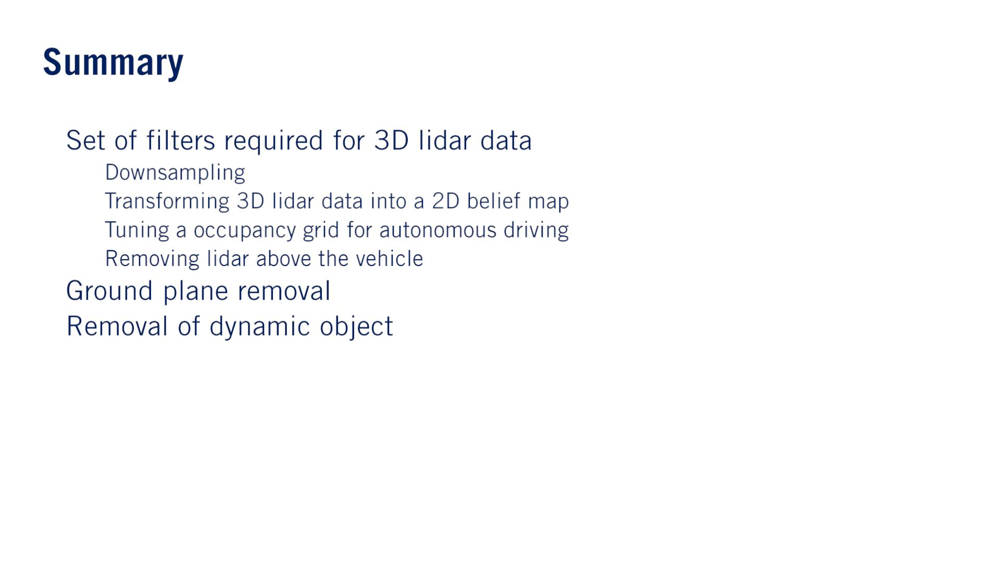 Summary
Set of filters required for 3D lidar data
Downsampling
Transforming 3D lidar data into a 2D belief map
Tuning a occupancy grid for autonomous driving
Removing lidar above the vehicle
Ground plane removal
Removal of dynamic object